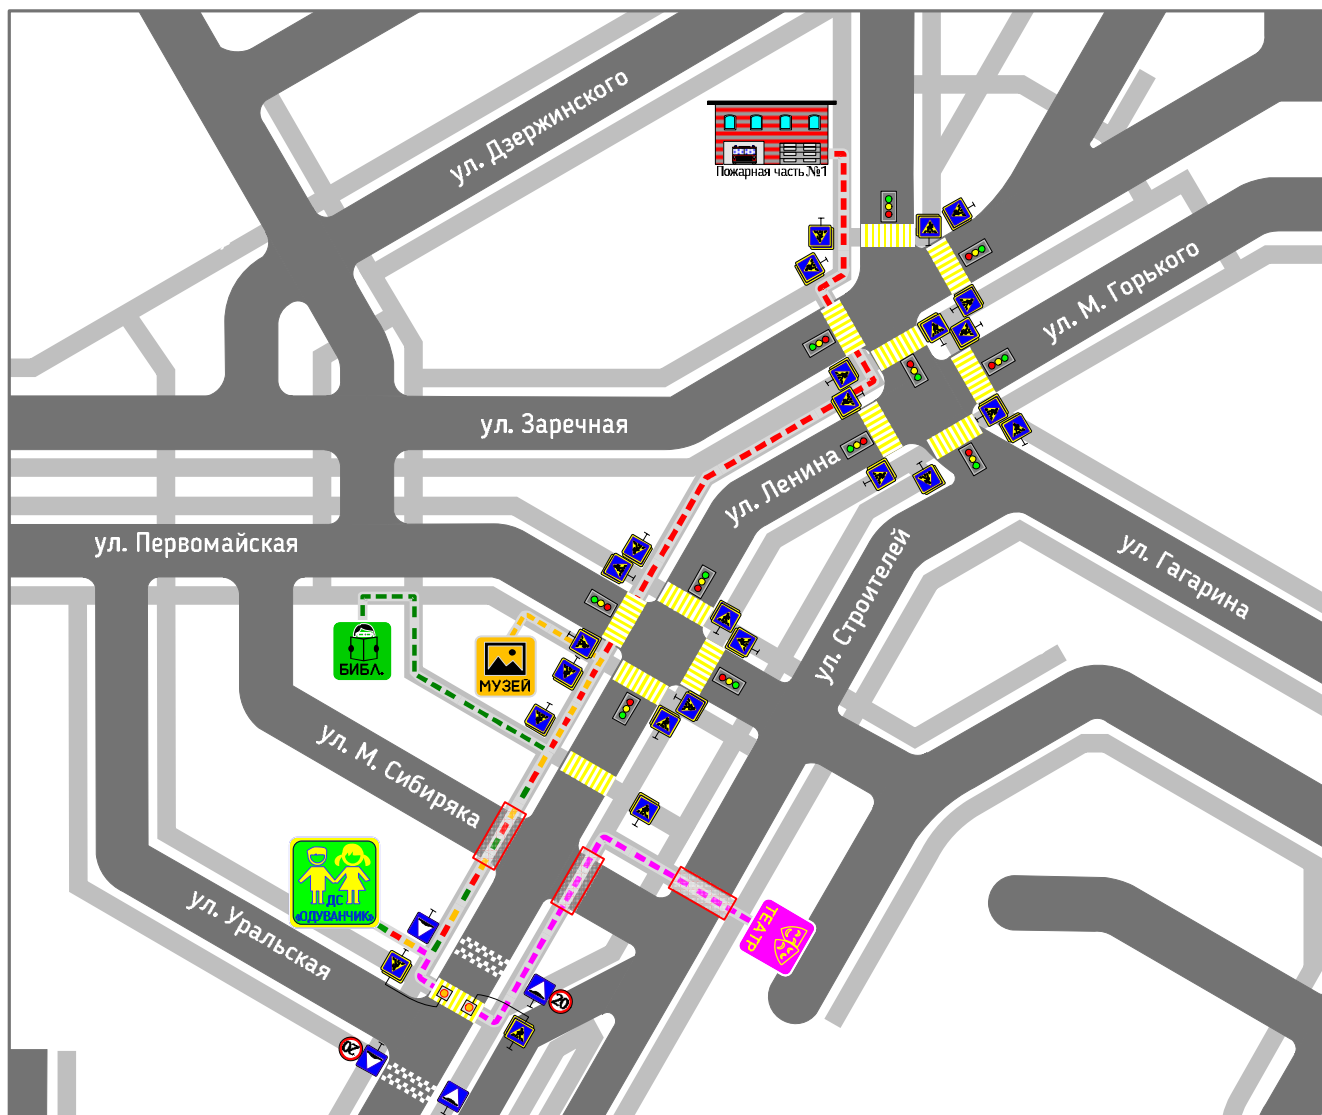 ул. Дзержинского
Пожарная часть №1
ул. М. Горького
ул. Заречная
ул. Ленина
ул. Первомайская
ул. Гагарина
ул. Строителей
БИБЛ.
МУЗЕЙ
ул. М. Сибиряка
ДС
«ОДУВАНЧИК»
ТЕАТР
ул. Уральская
20
20